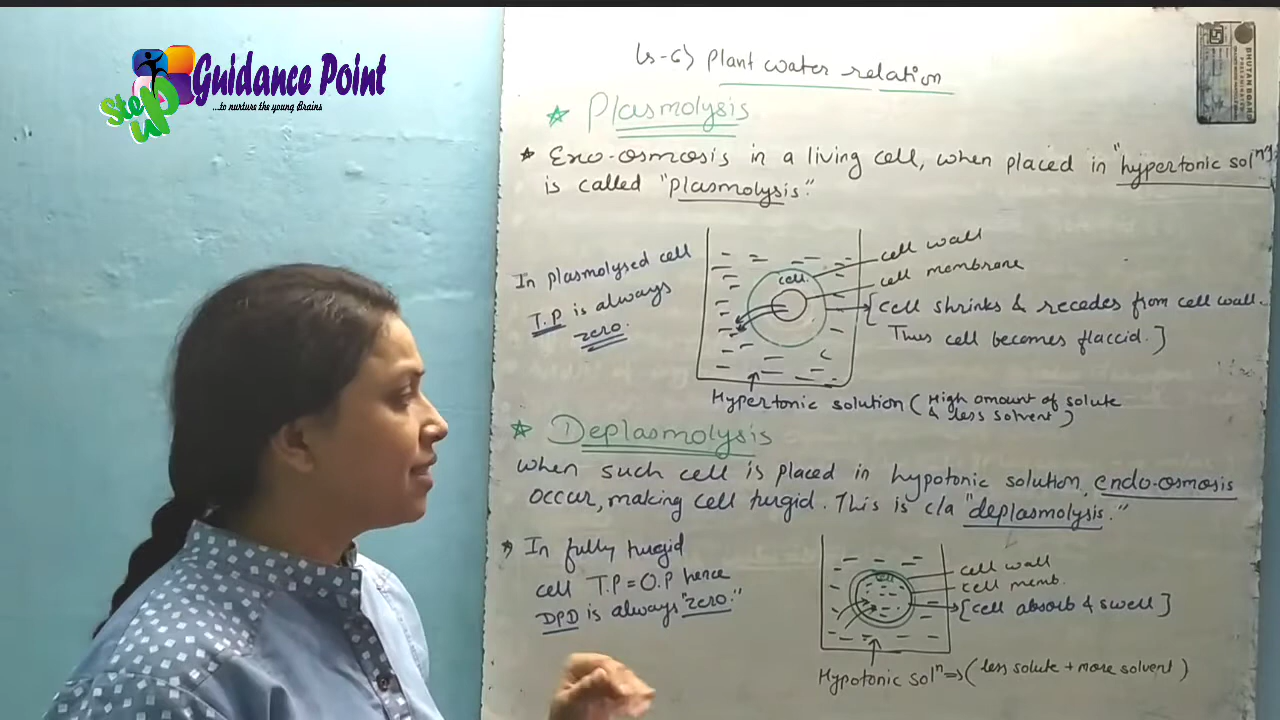 Step up
Guidance Point
...to nurture the young Brains
BHUTAN BOARD
(s-6) Plant water relation
Plasmolysis
Exo-osmosis in a living cell, when placed in "hypertonic solⁿ"
is called "plasmolysis".
In plasmolysed cell
T.P is always
zero.
cell
cell wall
cell membrane
[cell shrinks & recedes from cell wall.
Thus cell becomes flaccid.]
Hypertonic solution ( High amount of solute
& less solvent )
Deplasmolysis
When such cell is placed in hypotonic solution, endo-osmosis
occur, making cell turgid. This is c/a "deplasmolysis."
In fully turgid
cell T.P = O.P hence
DPD is always "zero."
cell
cell wall
cell memb.
[cell absorb & swell]
Hypotonic solⁿ => (less solute + more solvent)